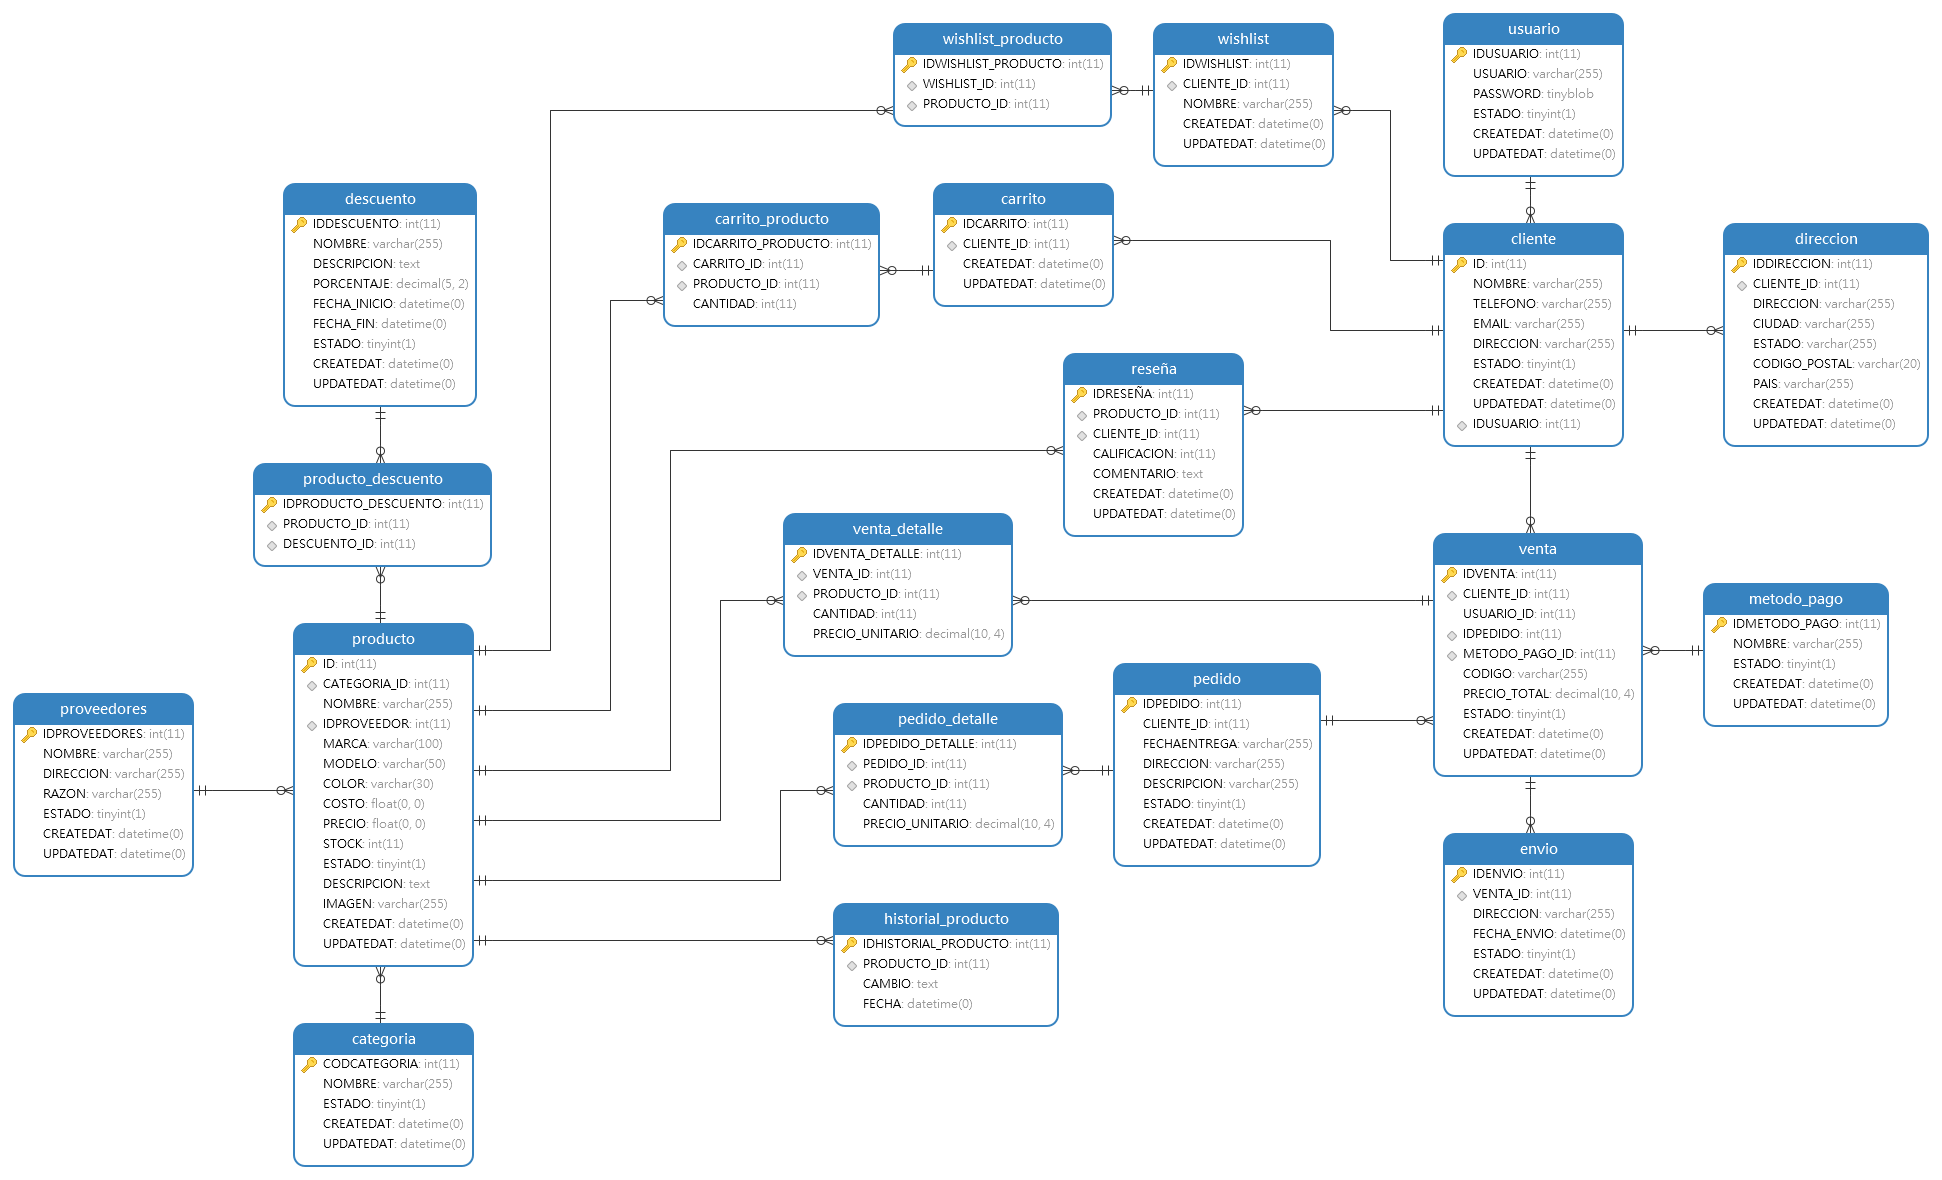 wishlist_producto
IDWISHLIST_PRODUCTO: int(11)
WISHLIST_ID: int(11)
PRODUCTO_ID: int(11)
wishlist
IDWISHLIST: int(11)
CLIENTE_ID: int(11)
NOMBRE: varchar(255)
CREATEDAT: datetime(0)
UPDATEDAT: datetime(0)
usuario
IDUSUARIO: int(11)
USUARIO: varchar(255)
PASSWORD: tinyblob
ESTADO: tinyint(1)
CREATEDAT: datetime(0)
UPDATEDAT: datetime(0)
descuento
IDDESCUENTO: int(11)
NOMBRE: varchar(255)
DESCRIPCION: text
PORCENTAJE: decimal(5, 2)
FECHA_INICIO: datetime(0)
FECHA_FIN: datetime(0)
ESTADO: tinyint(1)
CREATEDAT: datetime(0)
UPDATEDAT: datetime(0)
carrito_producto
IDCARRITO_PRODUCTO: int(11)
CARRITO_ID: int(11)
PRODUCTO_ID: int(11)
CANTIDAD: int(11)
carrito
IDCARRITO: int(11)
CLIENTE_ID: int(11)
CREATEDAT: datetime(0)
UPDATEDAT: datetime(0)
cliente
ID: int(11)
NOMBRE: varchar(255)
TELEFONO: varchar(255)
EMAIL: varchar(255)
DIRECCION: varchar(255)
ESTADO: tinyint(1)
CREATEDAT: datetime(0)
UPDATEDAT: datetime(0)
IDUSUARIO: int(11)
direccion
IDDIRECCION: int(11)
CLIENTE_ID: int(11)
DIRECCION: varchar(255)
CIUDAD: varchar(255)
ESTADO: varchar(255)
CODIGO_POSTAL: varchar(20)
PAIS: varchar(255)
CREATEDAT: datetime(0)
UPDATEDAT: datetime(0)
reseña
IDRESEÑA: int(11)
PRODUCTO_ID: int(11)
CLIENTE_ID: int(11)
CALIFICACION: int(11)
COMENTARIO: text
CREATEDAT: datetime(0)
UPDATEDAT: datetime(0)
producto_descuento
IDPRODUCTO_DESCUENTO: int(11)
PRODUCTO_ID: int(11)
DESCUENTO_ID: int(11)
venta_detalle
IDVENTA_DETALLE: int(11)
VENTA_ID: int(11)
PRODUCTO_ID: int(11)
CANTIDAD: int(11)
PRECIO_UNITARIO: decimal(10, 4)
venta
IDVENTA: int(11)
CLIENTE_ID: int(11)
USUARIO_ID: int(11)
IDPEDIDO: int(11)
METODO_PAGO_ID: int(11)
CODIGO: varchar(255)
PRECIO_TOTAL: decimal(10, 4)
ESTADO: tinyint(1)
CREATEDAT: datetime(0)
UPDATEDAT: datetime(0)
metodo_pago
IDMETODO_PAGO: int(11)
NOMBRE: varchar(255)
ESTADO: tinyint(1)
CREATEDAT: datetime(0)
UPDATEDAT: datetime(0)
producto
ID: int(11)
CATEGORIA_ID: int(11)
NOMBRE: varchar(255)
IDPROVEEDOR: int(11)
MARCA: varchar(100)
MODELO: varchar(50)
COLOR: varchar(30)
COSTO: float(0, 0)
PRECIO: float(0, 0)
STOCK: int(11)
ESTADO: tinyint(1)
DESCRIPCION: text
IMAGEN: varchar(255)
CREATEDAT: datetime(0)
UPDATEDAT: datetime(0)
proveedores
IDPROVEEDORES: int(11)
NOMBRE: varchar(255)
DIRECCION: varchar(255)
RAZON: varchar(255)
ESTADO: tinyint(1)
CREATEDAT: datetime(0)
UPDATEDAT: datetime(0)
pedido_detalle
IDPEDIDO_DETALLE: int(11)
PEDIDO_ID: int(11)
PRODUCTO_ID: int(11)
CANTIDAD: int(11)
PRECIO_UNITARIO: decimal(10, 4)
pedido
IDPEDIDO: int(11)
CLIENTE_ID: int(11)
FECHAENTREGA: varchar(255)
DIRECCION: varchar(255)
DESCRIPCION: varchar(255)
ESTADO: tinyint(1)
CREATEDAT: datetime(0)
UPDATEDAT: datetime(0)
envio
IDENVIO: int(11)
VENTA_ID: int(11)
DIRECCION: varchar(255)
FECHA_ENVIO: datetime(0)
ESTADO: tinyint(1)
CREATEDAT: datetime(0)
UPDATEDAT: datetime(0)
historial_producto
IDHISTORIAL_PRODUCTO: int(11)
PRODUCTO_ID: int(11)
CAMBIO: text
FECHA: datetime(0)
categoria
CODCATEGORIA: int(11)
NOMBRE: varchar(255)
ESTADO: tinyint(1)
CREATEDAT: datetime(0)
UPDATEDAT: datetime(0)